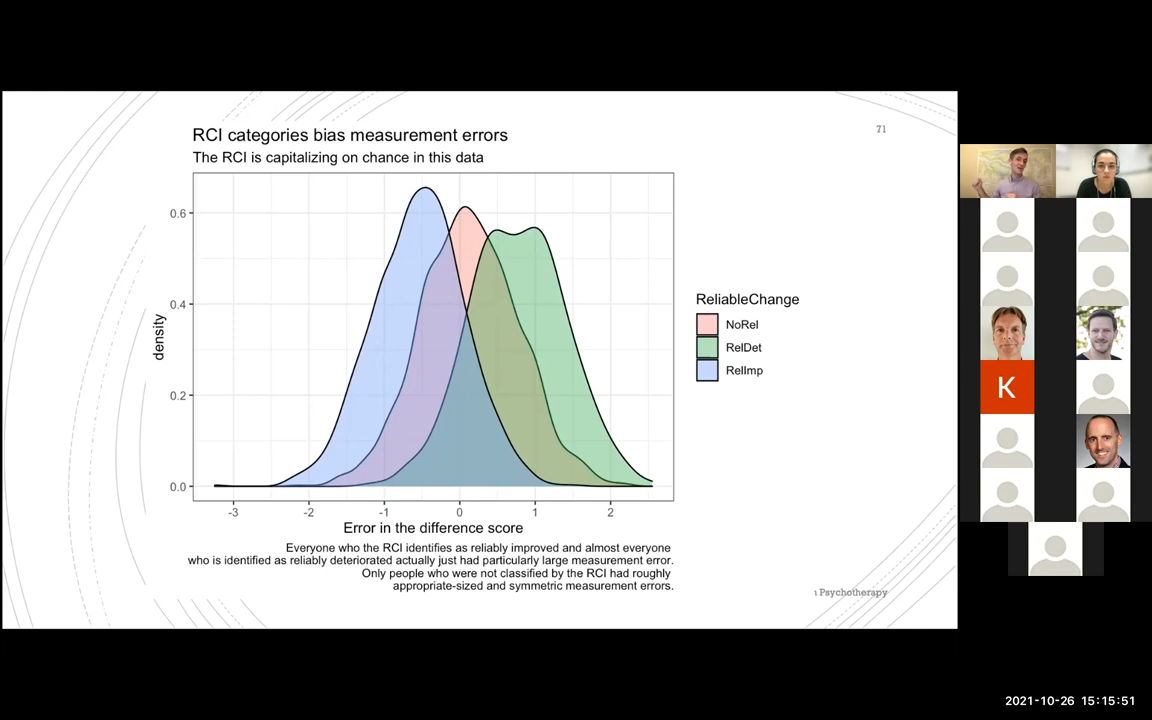 RCI categories bias measurement errors
The RCI is capitalizing on chance in this data
71
density
0.6
0.4
0.2
0.0
-3 -2 -1 0 1 2
Error in the difference score
ReliableChange
NoRel
RelDet
RelImp
Everyone who the RCI identifies as reliably improved and almost everyone
who is identified as reliably deteriorated actually just had particularly large measurement error.
Only people who were not classified by the RCI had roughly
appropriate-sized and symmetric measurement errors.
Psychotherapy
K
2021-10-26 15:15:51